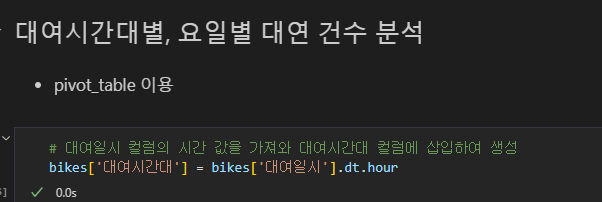 대여시간대별, 요일별 대연 건수 분석
• pivot_table 이용
# 대여일시 컬럼의 시간 값을 가져와 대여시간대 컬럼에 삽입하여 생성
bikes['대여시간대'] = bikes['대여일시'].dt.hour
✓ 0.0s